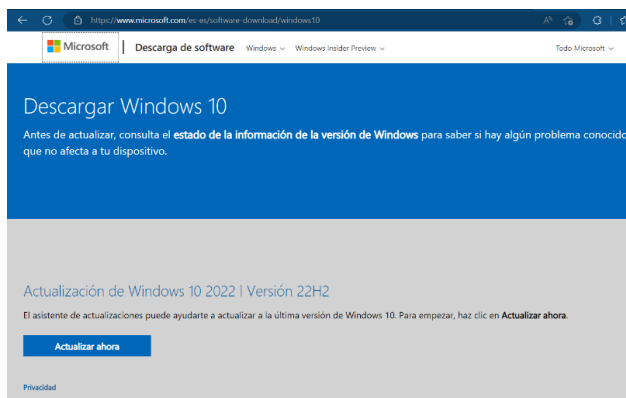 https://www.microsoft.com/es-es/software-download/windows10
Microsoft | Descarga de software Windows Windows Insider Preview Todo Microsoft
Descargar Windows 10
Antes de actualizar, consulta el estado de la información de la versión de Windows para saber si hay algún problema conocido
que no afecta a tu dispositivo.
Actualización de Windows 10 2022 | Versión 22H2
El asistente de actualizaciones puede ayudarte a actualizar a la última versión de Windows 10. Para empezar, haz clic en Actualizar ahora.
Actualizar ahora
Privacidad